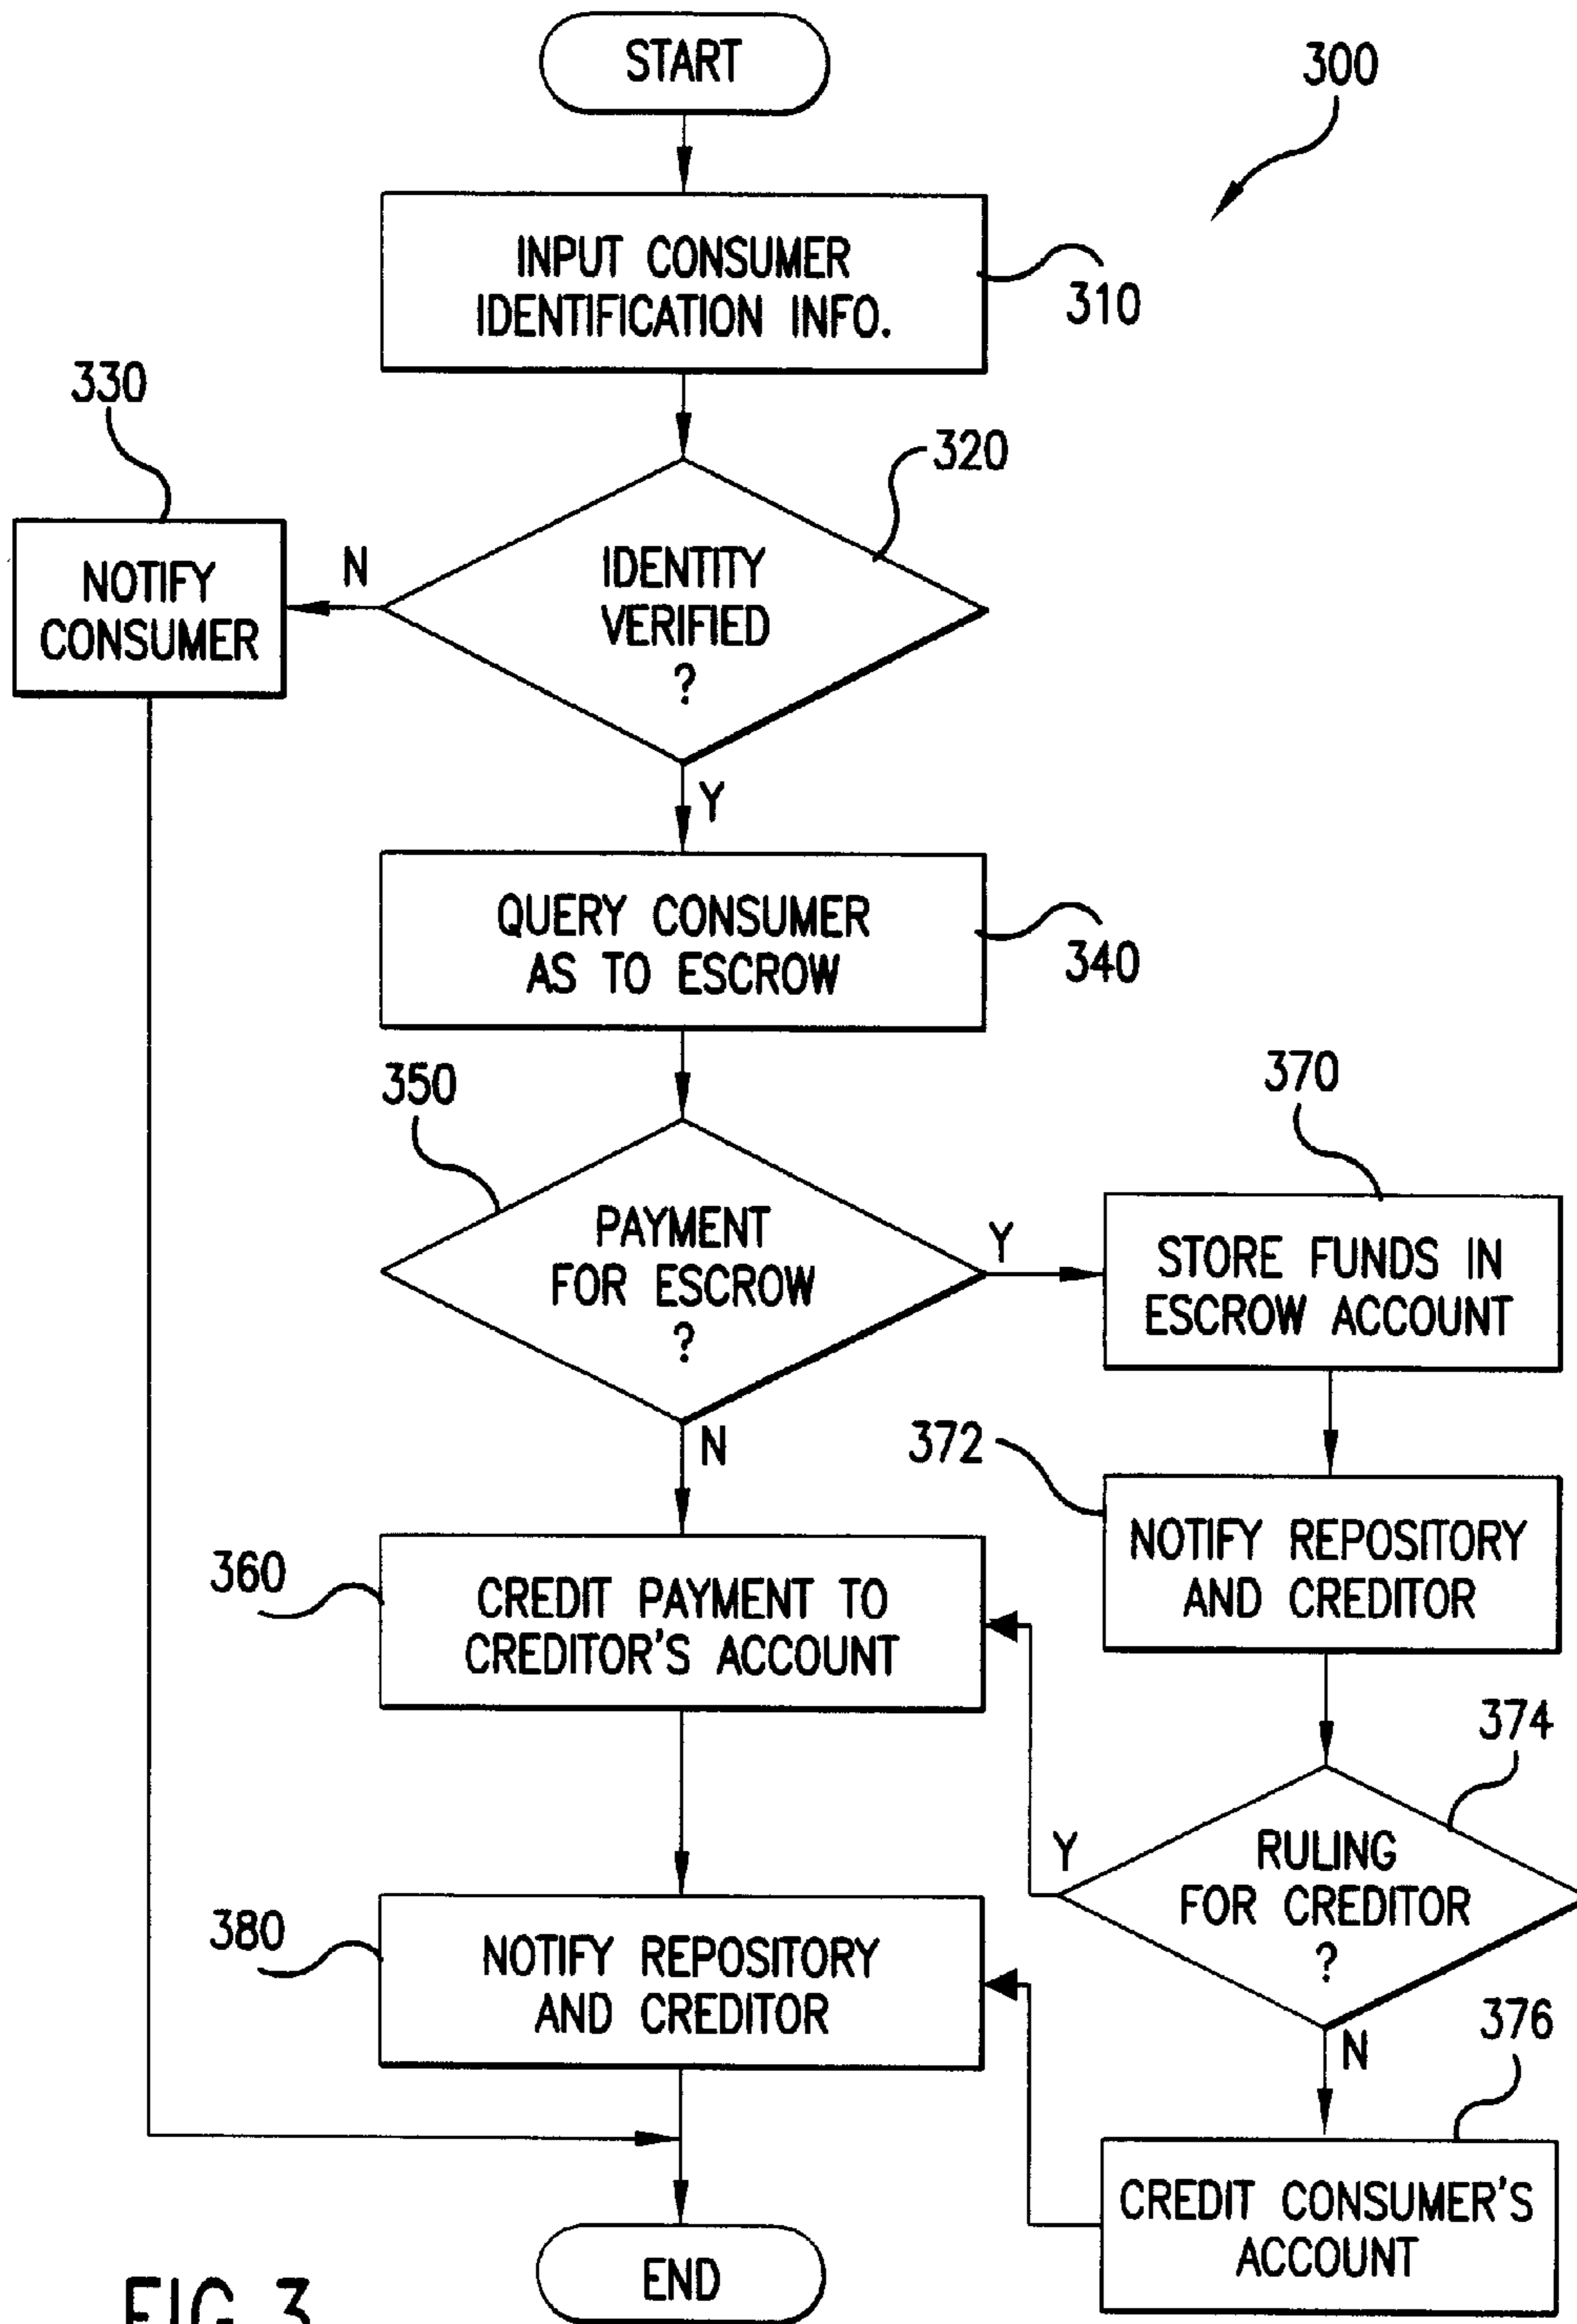 START
300
INPUT CONSUMER
IDENTIFICATION INFO.
310
330
320
NOTIFY
CONSUMER
N
IDENTITY
VERIFIED
?
Y
QUERY CONSUMER
AS TO ESCROW
340
350
370
PAYMENT
FOR ESCROW
?
Y
STORE FUNDS IN
ESCROW ACCOUNT
N
372
NOTIFY REPOSITORY
AND CREDITOR
360
CREDIT PAYMENT TO
CREDITOR'S ACCOUNT
374
Y
RULING
FOR CREDITOR
?
380
NOTIFY REPOSITORY
AND CREDITOR
N
376
CREDIT CONSUMER'S
ACCOUNT
END
FIG.3